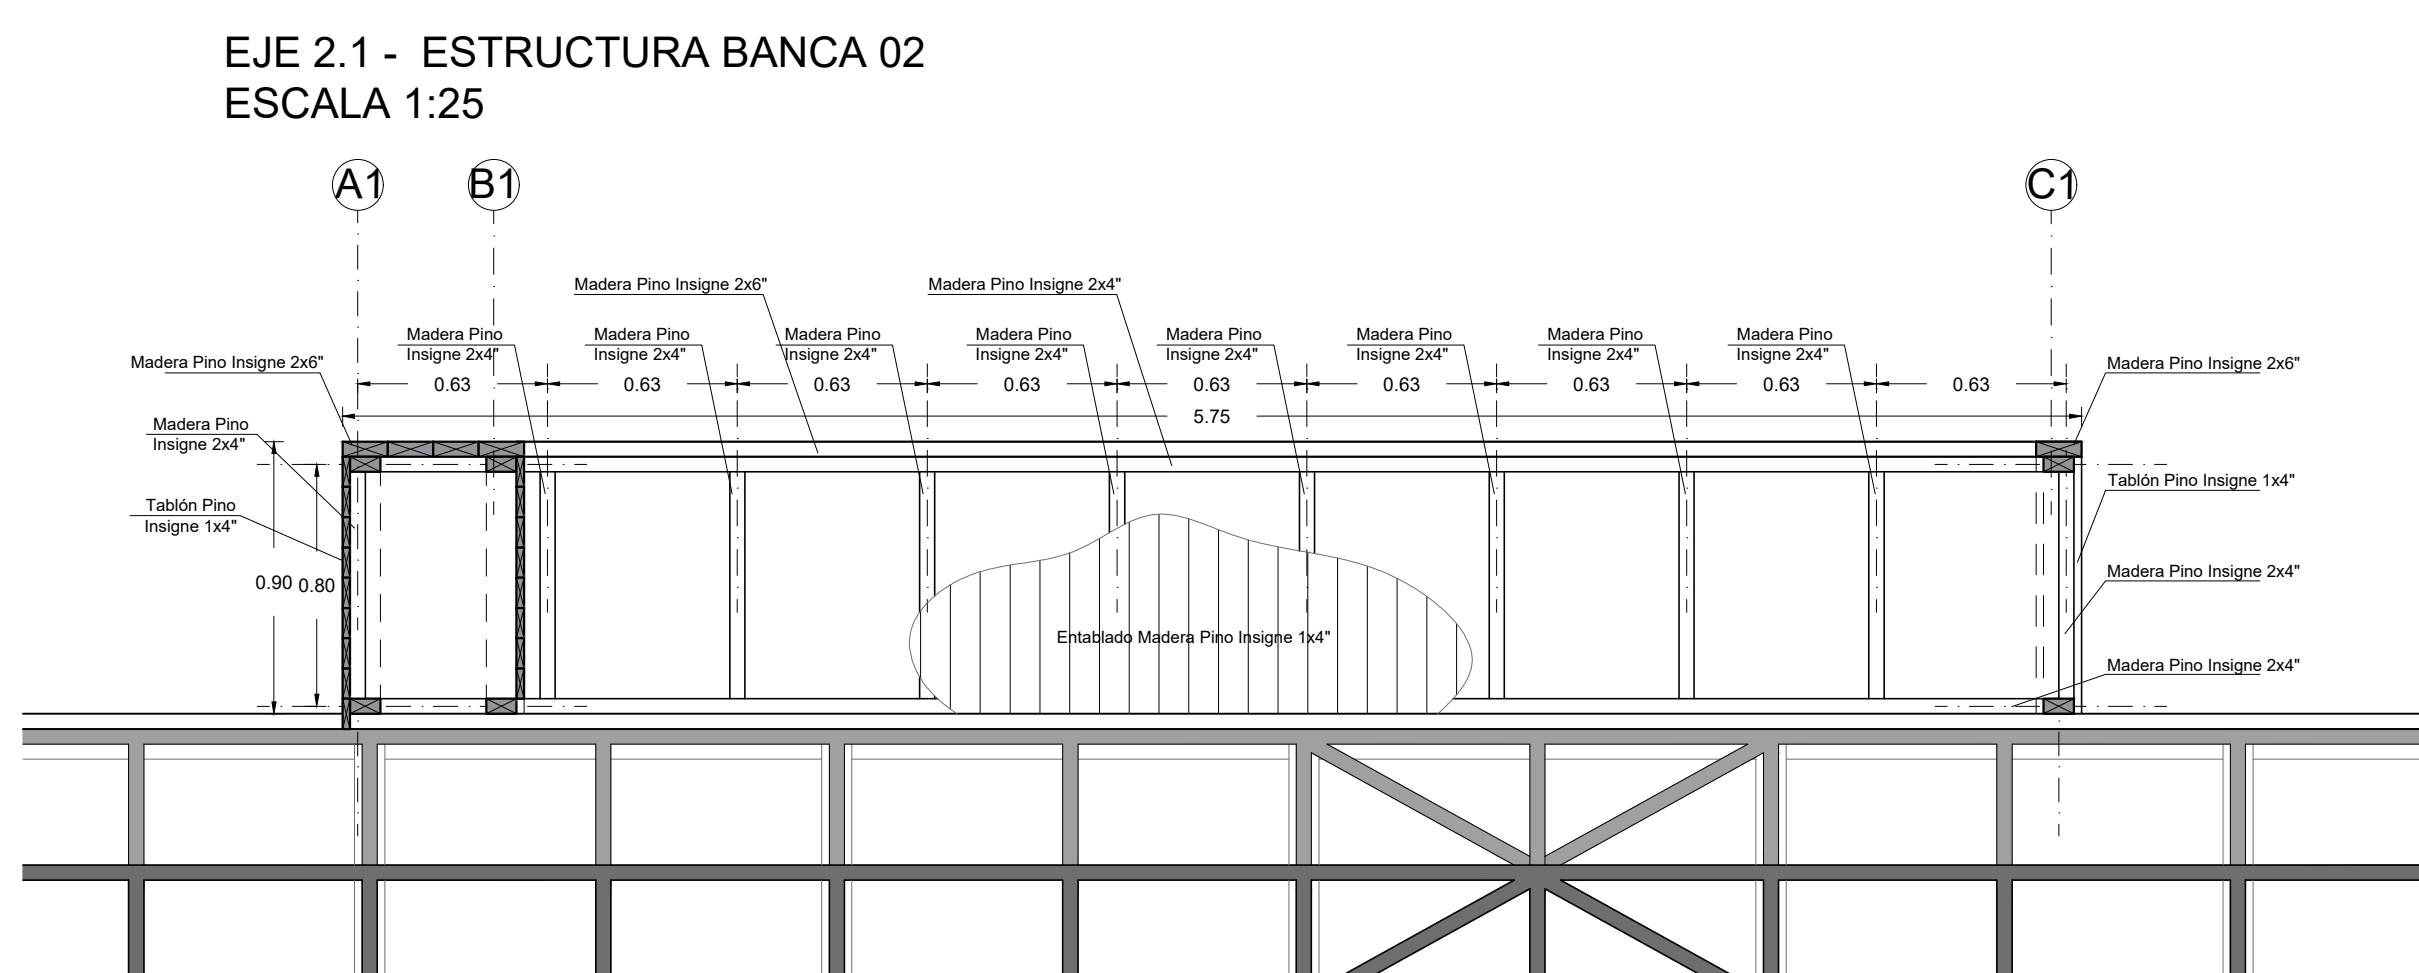 EJE 2.1 - ESTRUCTURA BANCA 02
ESCALA 1:25
A1
B1
C1
Madera Pino Insigne 2x6"
Madera Pino Insigne 2x4"
Madera Pino
Insigne 2x4"
Madera Pino
Insigne 2x4"
Madera Pino
Insigne 2x4"
Madera Pino
Insigne 2x4"
Madera Pino
Insigne 2x4"
Madera Pino
Insigne 2x4"
Madera Pino
Insigne 2x4"
Madera Pino
Insigne 2x4"
Madera Pino Insigne 2x6"
Madera Pino Insigne 2x6"
0.63
0.63
0.63
0.63
0.63
0.63
0.63
0.63
0.63
5.75
Madera Pino
Insigne 2x4"
Tablón Pino
Insigne 1x4"
Tablón Pino Insigne 1x4"
0.90
0.80
Madera Pino Insigne 2x4"
Entablado Madera Pino Insigne 1x4"
Madera Pino Insigne 2x4"